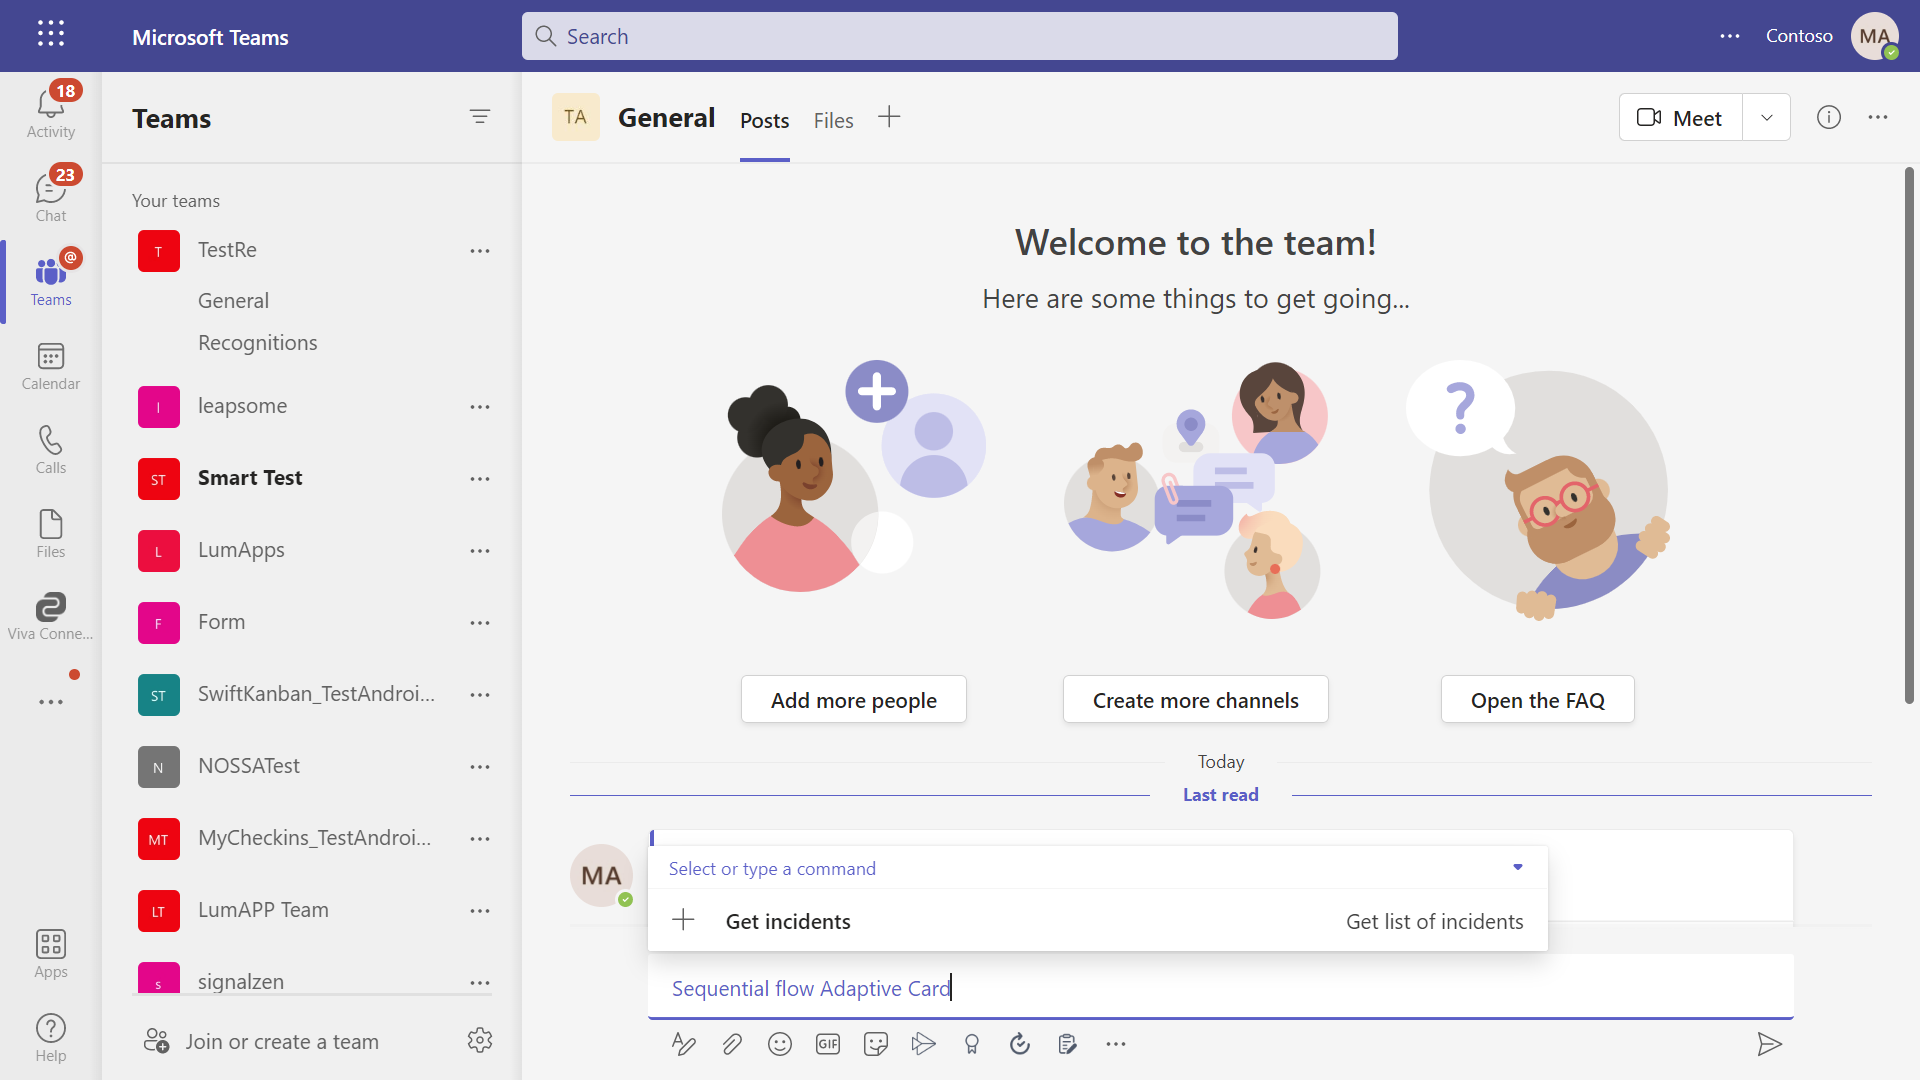 Microsoft Teams
Search
Contoso
MA
18
Activity
23
Chat
@
Teams
Calendar
Calls
Files
Viva Conne...
Apps
Help
Teams
Your teams
T TestRe
General
Recognitions
l leapsome
ST Smart Test
L LumApps
F Form
ST SwiftKanban_TestAndroi...
N NOSSATest
MT MyCheckins_TestAndroi...
LT LumAPP Team
s signalzen
Join or create a team
TA General Posts Files
Meet
Welcome to the team!
Here are some things to get going...
?
Add more people
Create more channels
Open the FAQ
Today
Last read
MA
Select or type a command
Get incidents Get list of incidents
Sequential flow Adaptive Card
GIF